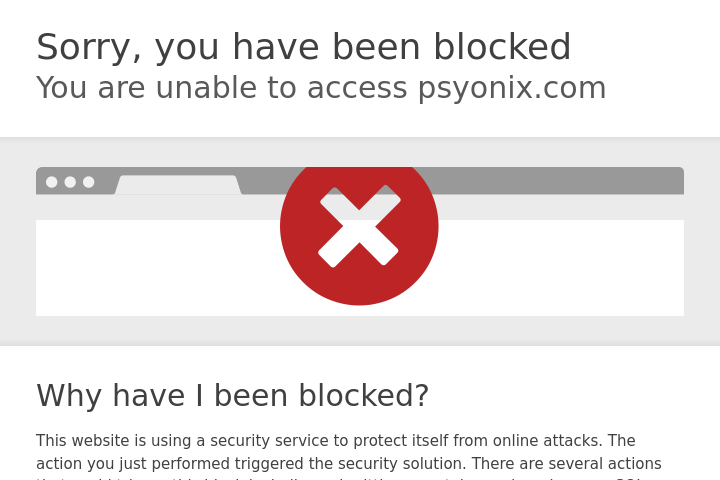 Sorry, you have been blocked
You are unable to access psyonix.com
Why have I been blocked?
This website is using a security service to protect itself from online attacks. The
action you just performed triggered the security solution. There are several actions